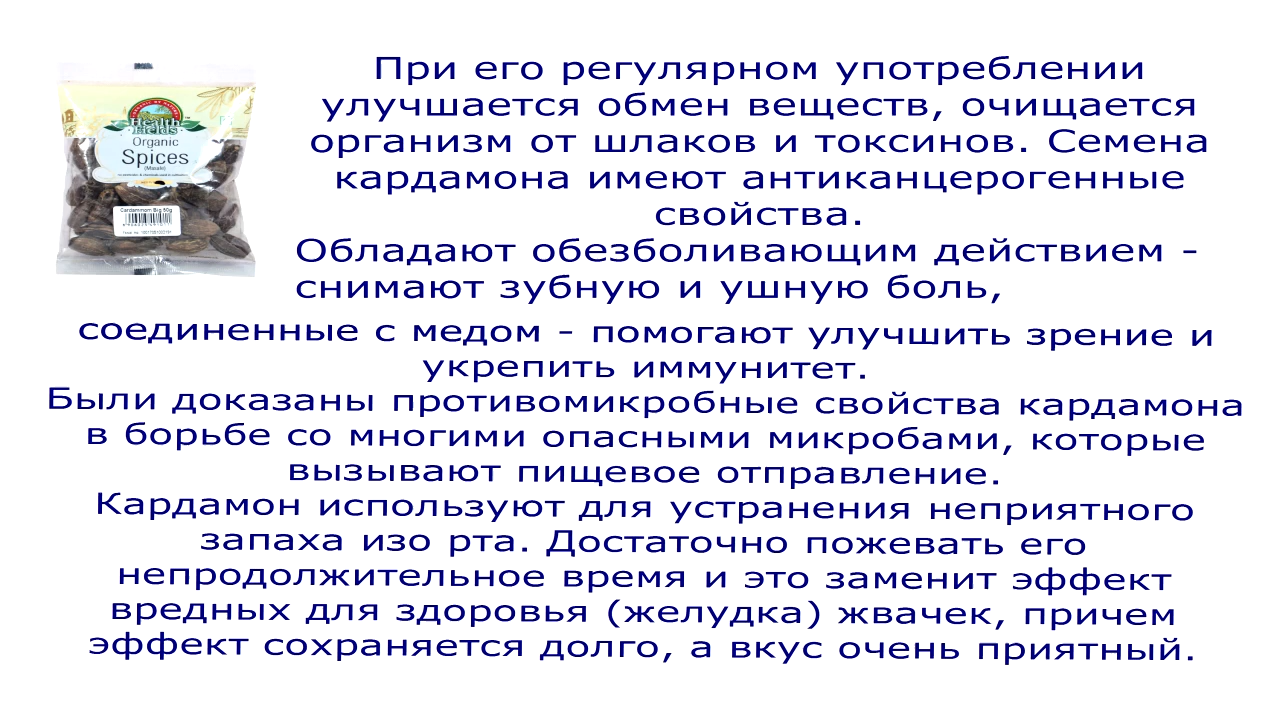 Health
Fields
Organic
Spices
(Masale)
Cardammom Big 50g
При его регулярном употреблении
улучшается обмен веществ, очищается
организм от шлаков и токсинов. Семена
кардамона имеют антиканцерогенные
свойства.
Обладают обезболивающим действием -
снимают зубную и ушную боль,
соединенные с медом - помогают улучшить зрение и
укрепить иммунитет.
Были доказаны противомикробные свойства кардамона
в борьбе со многими опасными микробами, которые
вызывают пищевое отправление.
Кардамон используют для устранения неприятного
запаха изо рта. Достаточно пожевать его
непродолжительное время и это заменит эффект
вредных для здоровья (желудка) жвачек, причем
эффект сохраняется долго, а вкус очень приятный.